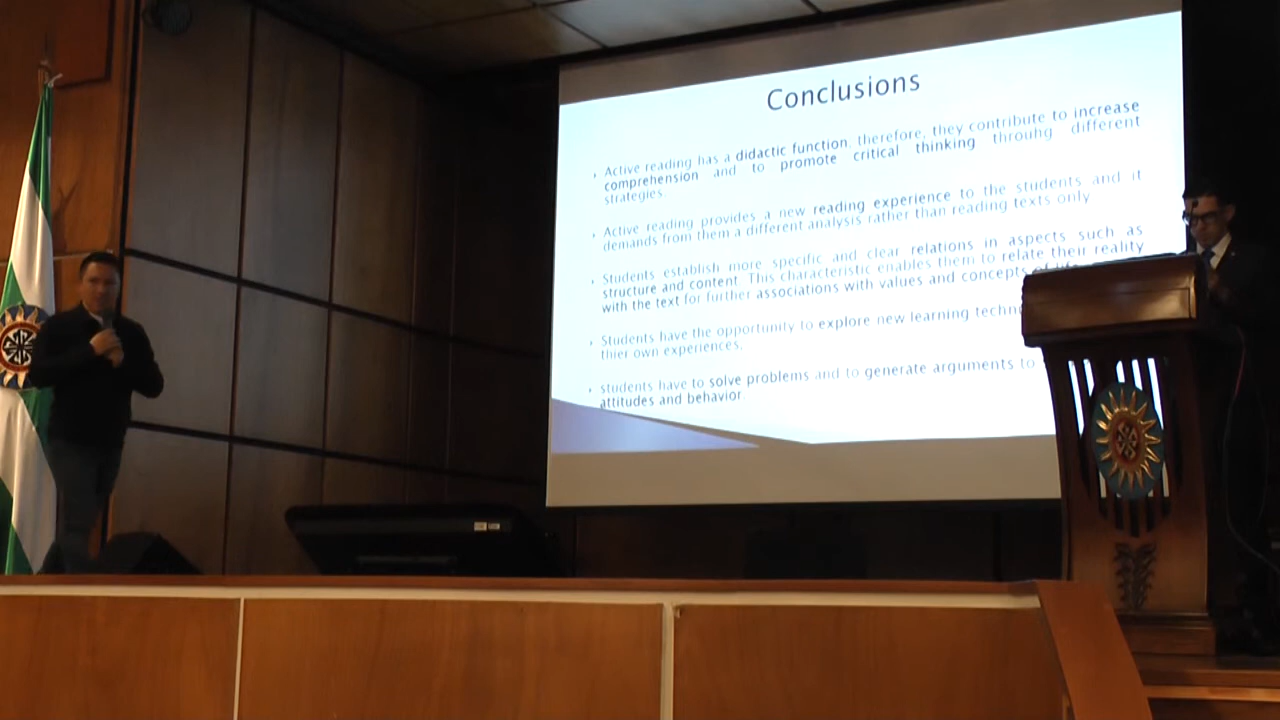 Conclusions
Active reading has a didactic function, therefore, they contribute to increase
comprehension and to promote critical thinking throuhg different
strategies.
Active reading provides a new reading experience to the students and it
demands from them a different analysis rather than reading texts only
Students establish more specific and clear relations in aspects such as
structure and content. This characteristic enables them to relate their reality
with the text for further associations with values and concepts of life
Students have the opportunity to explore new learning
thier own experiences.
students have to solve problems and to generate arguments to
attitudes and behavior.